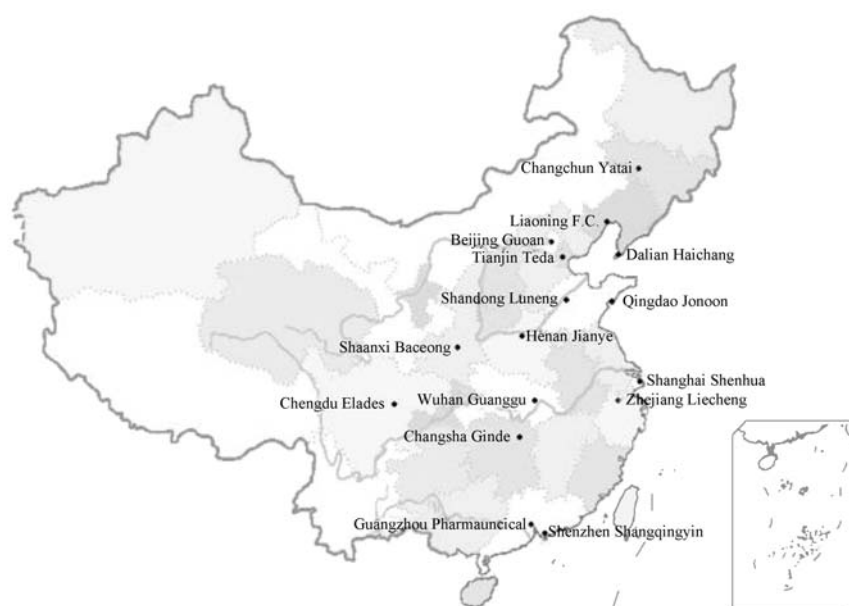 Changchun Yatai
Liaoning F.C.
Beijing Guoan
Tianjin Teda
Dalian Haichang
Shandong Luneng
Qingdao Jonoon
Henan Jianye
Shaanxi Baceong
Shanghai Shenhua
Chengdu Elades
Wuhan Guanggu
Zhejiang Liecheng
Changsha Ginde
Guangzhou Pharmauncical
Shenzhen Shangqingyin